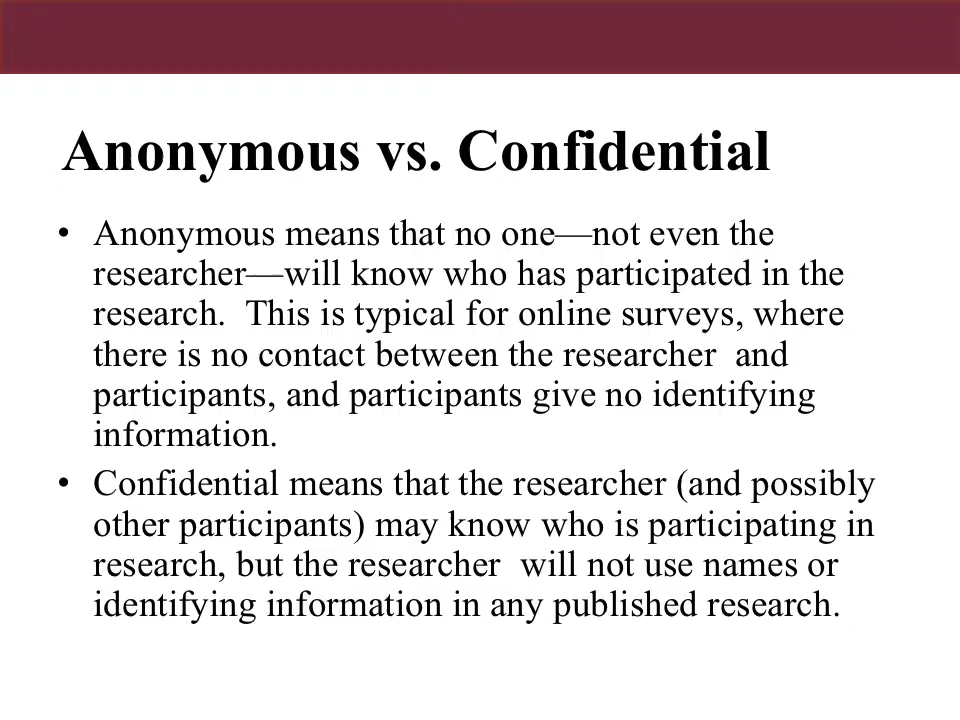 Anonymous vs. Confidential
• Anonymous means that no one—not even the
researcher—will know who has participated in the
research.  This is typical for online surveys, where
there is no contact between the researcher  and
participants, and participants give no identifying
information.
• Confidential means that the researcher (and possibly
other participants) may know who is participating in
research, but the researcher  will not use names or
identifying information in any published research.